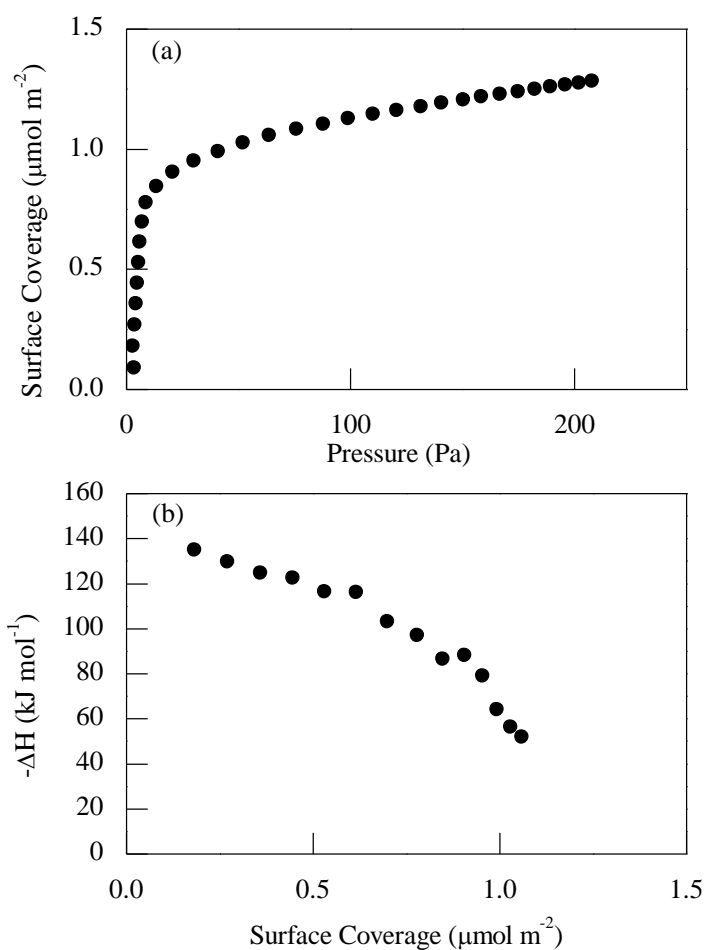 1.5
(a)
1.0
0.5
0.0
Surface Coverage (μmol m⁻²)
0 100 200
Pressure (Pa)
160
(b)
140
120
100
80
60
40
20
0
-ΔH (kJ mol⁻¹)
0.0 0.5 1.0 1.5
Surface Coverage (μmol m⁻²)